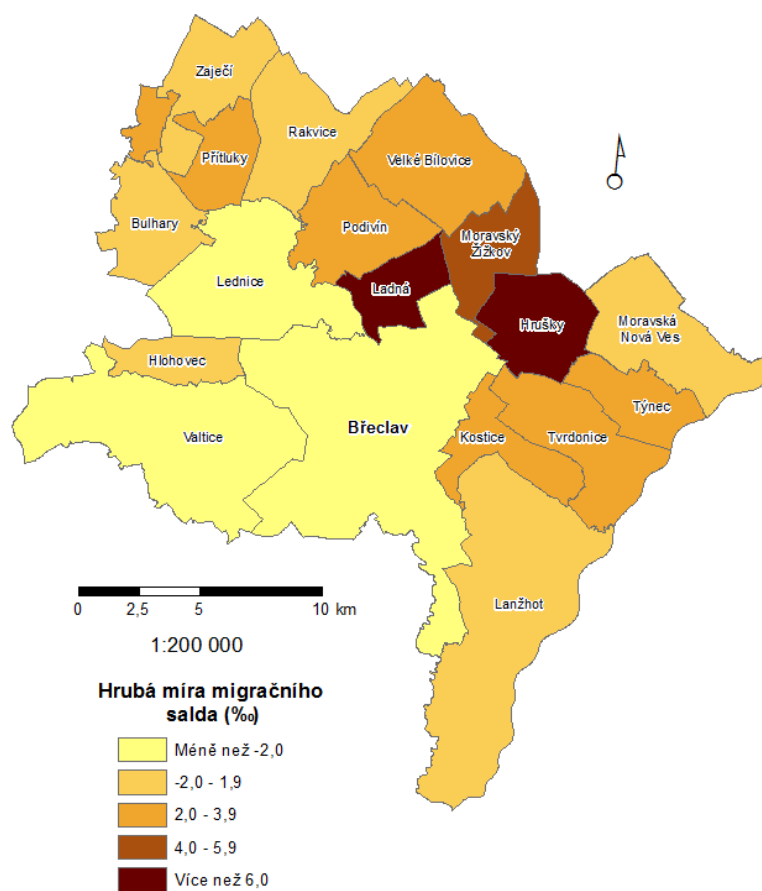 Zaječí
Rakvice
Přítluky
Velké Bílovice
Bulhary
Podivín
Moravský
Žižkov
Lednice
Ladná
Hrušky
Moravská
Nová Ves
Hlohovec
Týnec
Valtice
Břeclav
Kostice
Tvrdonice
Lanžhot
0 2,5 5 10 km
1:200 000
Hrubá míra migračního
salda (‰)
Méně než -2,0
-2,0 - 1,9
2,0 - 3,9
4,0 - 5,9
Více než 6,0